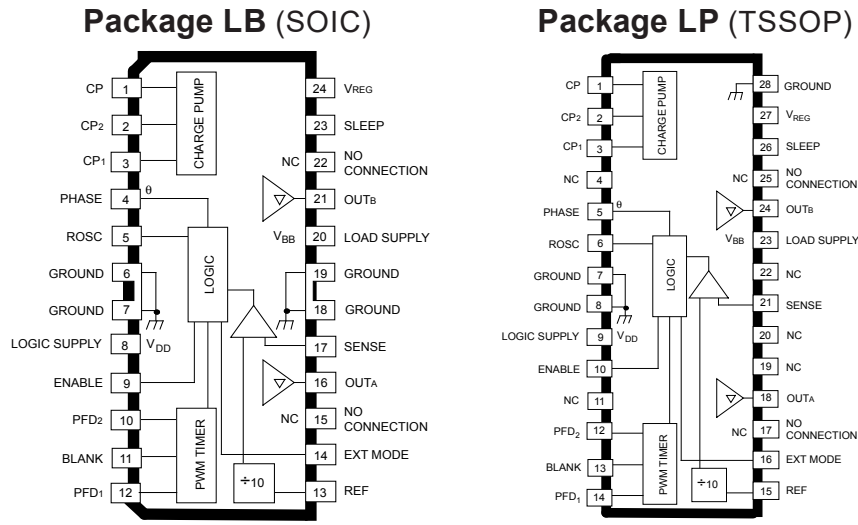 Package LB (SOIC)
CP 1
CP2 2
CP1 3
PHASE 4 θ
ROSC 5
GROUND 6
GROUND 7
LOGIC SUPPLY 8 VDD
ENABLE 9
PFD2 10
BLANK 11
PFD1 12
CHARGE PUMP
LOGIC
PWM TIMER
÷10
24 VREG
23 SLEEP
NC 22 NO
CONNECTION
21 OUTB
VBB 20 LOAD SUPPLY
19 GROUND
18 GROUND
17 SENSE
16 OUTA
NC 15 NO
CONNECTION
14 EXT MODE
13 REF
Package LP (TSSOP)
CP 1
CP2 2
CP1 3
NC 4
PHASE 5 θ
ROSC 6
GROUND 7
GROUND 8
LOGIC SUPPLY 9 VDD
ENABLE 10
NC 11
PFD2 12
BLANK 13
PFD1 14
CHARGE PUMP
LOGIC
PWM TIMER
÷10
28 GROUND
27 VREG
26 SLEEP
NC 25 NO
CONNECTION
24 OUTB
VBB 23 LOAD SUPPLY
22 NC
21 SENSE
20 NC
19 NC
18 OUTA
NC 17 NO
CONNECTION
16 EXT MODE
15 REF